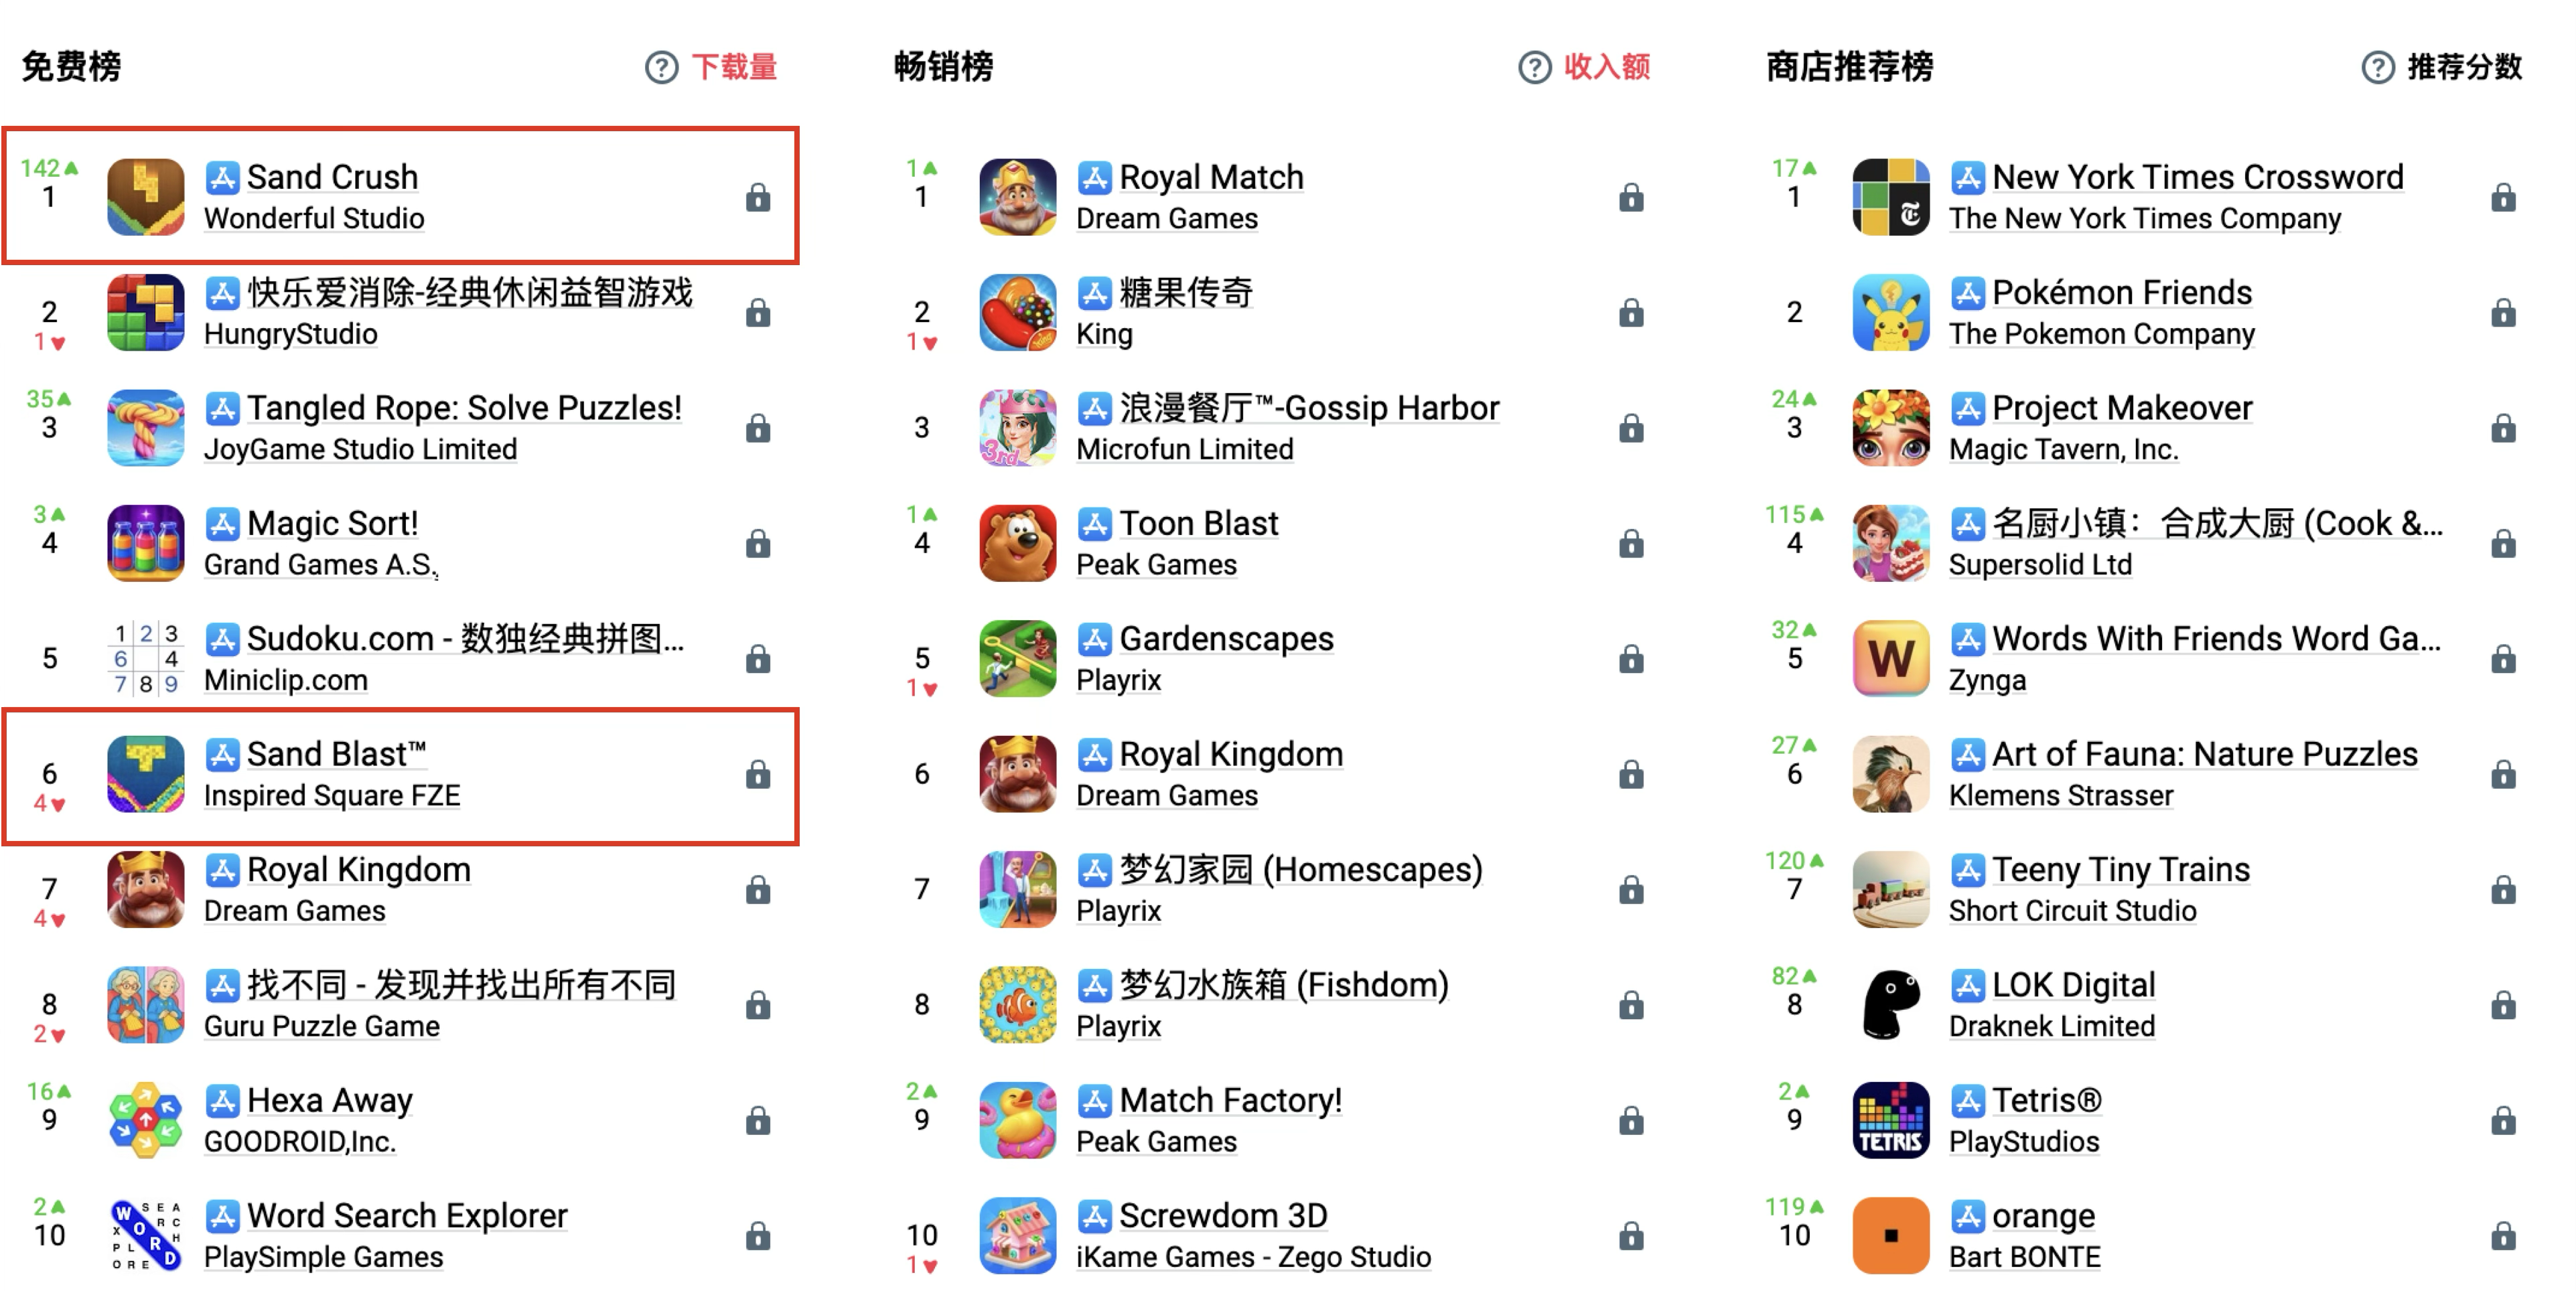 免费榜
下载量
142
1
Sand Crush
Wonderful Studio
2
1
快乐爱消除-经典休闲益智游戏
HungryStudio
35
3
Tangled Rope: Solve Puzzles!
JoyGame Studio Limited
3
4
Magic Sort!
Grand Games A.S.
5
1 2 3
6 4
7 8 9
Sudoku.com - 数独经典拼图...
Miniclip.com
6
4
Sand Blast™
Inspired Square FZE
7
4
Royal Kingdom
Dream Games
8
2
找不同 - 发现并找出所有不同
Guru Puzzle Game
16
9
Hexa Away
GOODROID,Inc.
2
10
WORD
SEARCH
EXPLORE
Word Search Explorer
PlaySimple Games
畅销榜
收入额
1
1
Royal Match
Dream Games
2
1
糖果传奇
King
3
3rd
浪漫餐厅™-Gossip Harbor
Microfun Limited
1
4
Toon Blast
Peak Games
5
1
Gardenscapes
Playrix
6
Royal Kingdom
Dream Games
7
梦幻家园 (Homescapes)
Playrix
8
梦幻水族箱 (Fishdom)
Playrix
2
9
Match Factory!
Peak Games
10
1
Screwdom 3D
iKame Games - Zego Studio
商店推荐榜
推荐分数
17
1
New York Times Crossword
The New York Times Company
2
Pokémon Friends
The Pokemon Company
24
3
Project Makeover
Magic Tavern, Inc.
115
4
名厨小镇：合成大厨 (Cook &...
Supersolid Ltd
32
5
W
Words With Friends Word Ga...
Zynga
27
6
Art of Fauna: Nature Puzzles
Klemens Strasser
120
7
Teeny Tiny Trains
Short Circuit Studio
82
8
LOK Digital
Draknek Limited
2
9
TETRIS
Tetris®
PlayStudios
119
10
orange
Bart BONTE